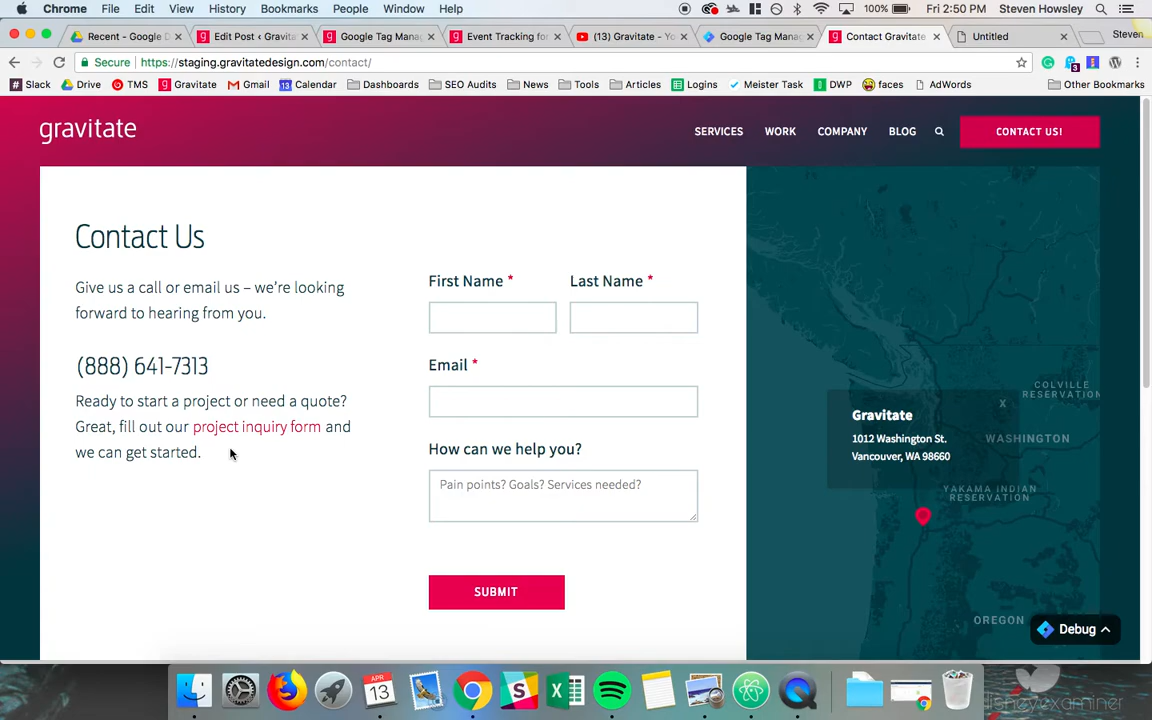 Chrome File Edit View History Bookmarks People Window Help 100% Fri 2:50 PM Steven Howsley
Recent - Google D Edit Post ‹ Gravita Google Tag Mana Event Tracking for (13) Gravitate - Yo Google Tag Mana Contact Gravitate Untitled Steven
Secure https://staging.gravitatedesign.com/contact/
Slack Drive TMS Gravitate Gmail Calendar Dashboards SEO Audits News Tools Articles Logins Meister Task DWP faces AdWords Other Bookmarks
gravitate
SERVICES WORK COMPANY BLOG CONTACT US!
Contact Us
Give us a call or email us – we're looking
forward to hearing from you.
(888) 641-7313
Ready to start a project or need a quote?
Great, fill out our project inquiry form and
we can get started.
First Name * Last Name *
Email *
How can we help you?
Pain points? Goals? Services needed?
SUBMIT
COLVILLE
RESERVATION
Gravitate X
1012 Washington St.
Vancouver, WA 98660
WASHINGTON
YAKAMA INDIAN
RESERVATION
OREGON
Debug
APR
13